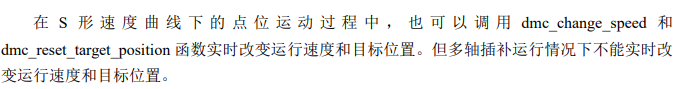 在 S 形速度曲线下的点位运动过程中，也可以调用 dmc_change_speed 和
dmc_reset_target_position 函数实时改变运行速度和目标位置。但多轴插补运行情况下不能实时改
变运行速度和目标位置。